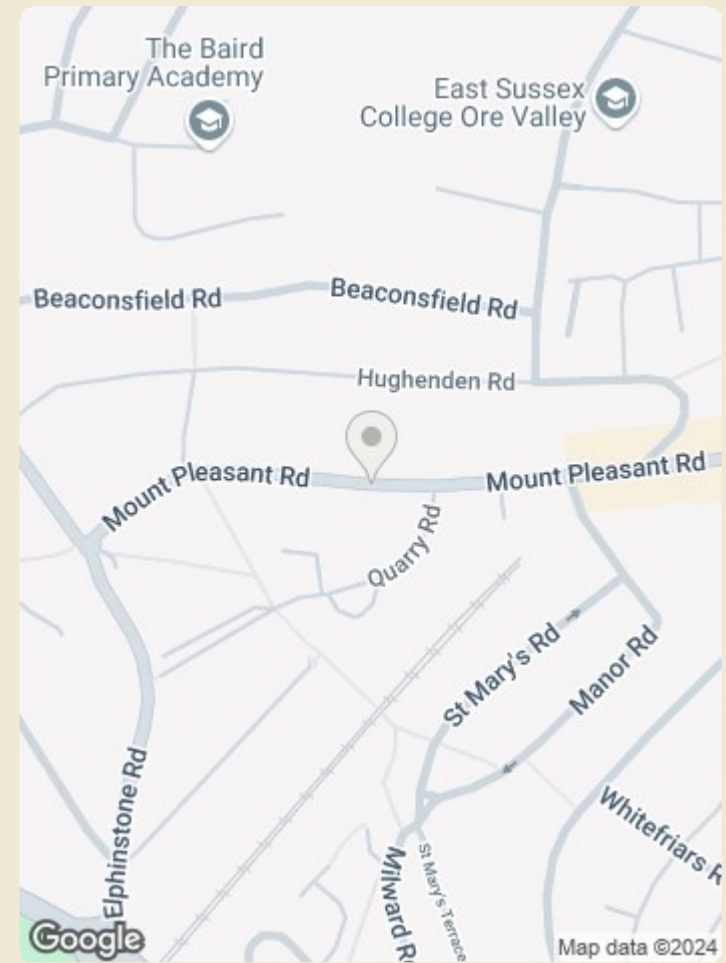 The Baird
Primary Academy
East Sussex
College Ore Valley
Beaconsfield Rd
Beaconsfield Rd
Hughenden Rd
Mount Pleasant Rd
Mount Pleasant Rd
Quarry Rd
St Mary's Rd
Manor Rd
Elphinstone Rd
Whitefriars R
Milward R
St Mary's Terrace
Google
Map data ©2024